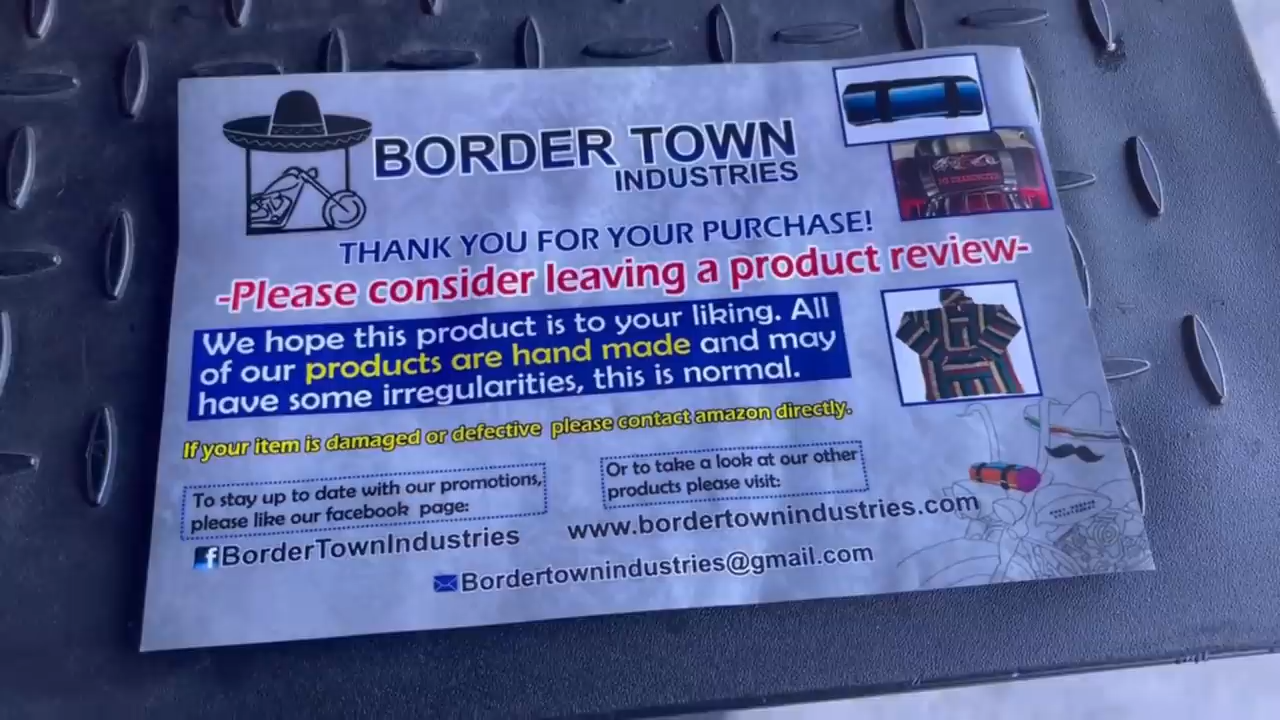 BORDER TOWN
INDUSTRIES
THANK YOU FOR YOUR PURCHASE!
-Please consider leaving a product review-
We hope this product is to your liking. All
of our products are hand made and may
have some irregularities, this is normal.
If your item is damaged or defective please contact amazon directly.
To stay up to date with our promotions,
please like our facebook page:
f BorderTownIndustries
Or to take a look at our other
products please visit:
www.bordertownindustries.com
Bordertownindustries@gmail.com